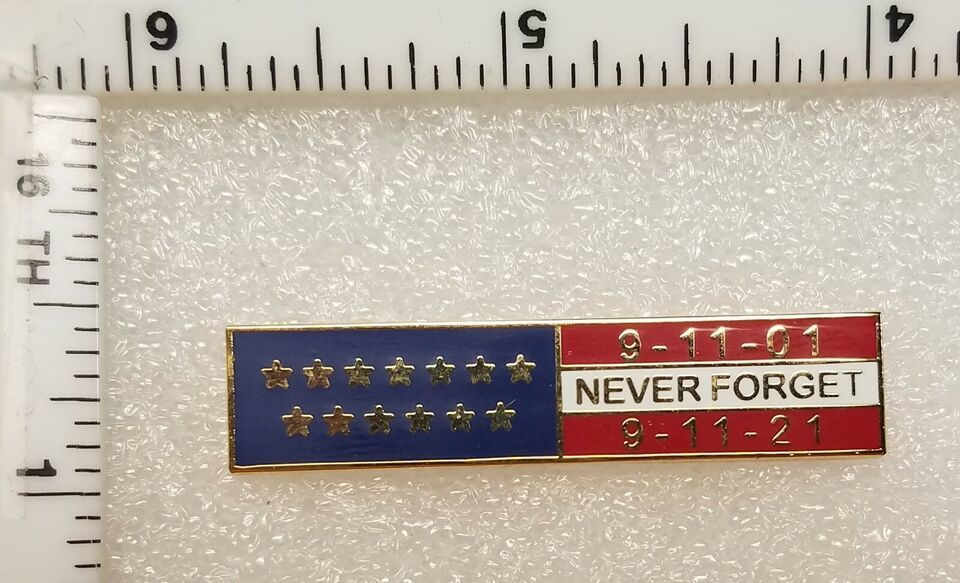 6 5 4
16 TH
1
9-11-01
NEVER FORGET
9-11-21